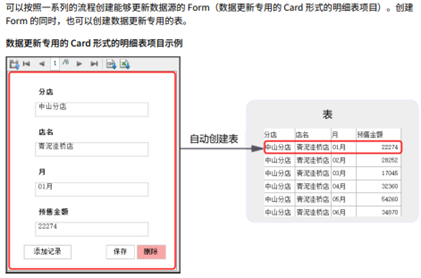 可以按照一系列的流程创建能够更新数据源的 Form（数据更新专用的 Card 形式的明细表项目）。创建
Form 的同时，也可以创建数据更新专用的表。
数据更新专用的 Card 形式的明细表项目示例
1 /6
分店
中山分店
店名
青泥洼桥店
月
01月
预售金额
22274
添加记录 保存 删除
自动创建表
表
分店 店名 月 预售金额
中山分店 青泥洼桥店 01月 22274
中山分店 青泥洼桥店 02月 28252
中山分店 青泥洼桥店 03月 17045
中山分店 青泥洼桥店 04月 32360
中山分店 青泥洼桥店 05月 54260
中山分店 青泥洼桥店 06月 34970